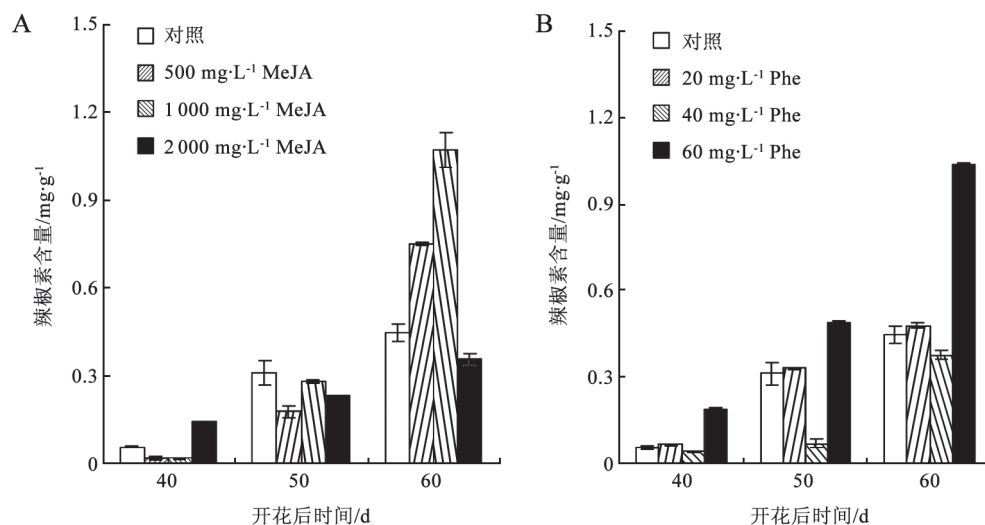 A
辣椒素含量/mg·g⁻¹
1.5
1.2
0.9
0.6
0.3
0
对照
500 mg·L⁻¹ MeJA
1 000 mg·L⁻¹ MeJA
2 000 mg·L⁻¹ MeJA
40
50
60
开花后时间/d
B
辣椒素含量/mg·g⁻¹
1.5
1.2
0.9
0.6
0.3
0
对照
20 mg·L⁻¹ Phe
40 mg·L⁻¹ Phe
60 mg·L⁻¹ Phe
40
50
60
开花后时间/d